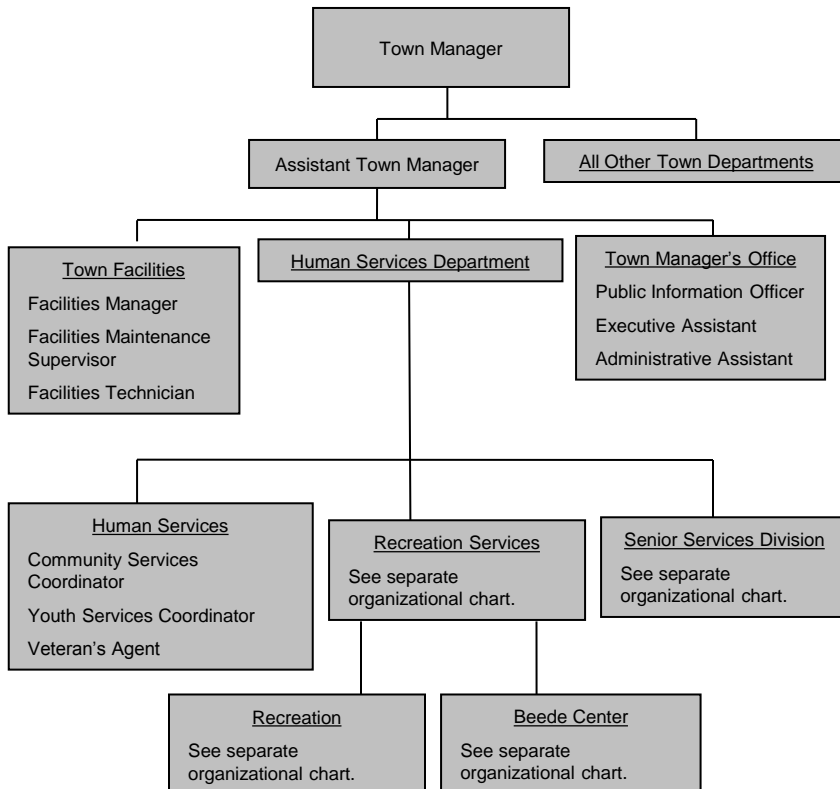 Town Manager
Assistant Town Manager
All Other Town Departments
Town Facilities
Facilities Manager
Facilities Maintenance
Supervisor
Facilities Technician
Human Services Department
Town Manager's Office
Public Information Officer
Executive Assistant
Administrative Assistant
Human Services
Community Services
Coordinator
Youth Services Coordinator
Veteran's Agent
Recreation Services
See separate
organizational chart.
Senior Services Division
See separate
organizational chart.
Recreation
See separate
organizational chart.
Beede Center
See separate
organizational chart.